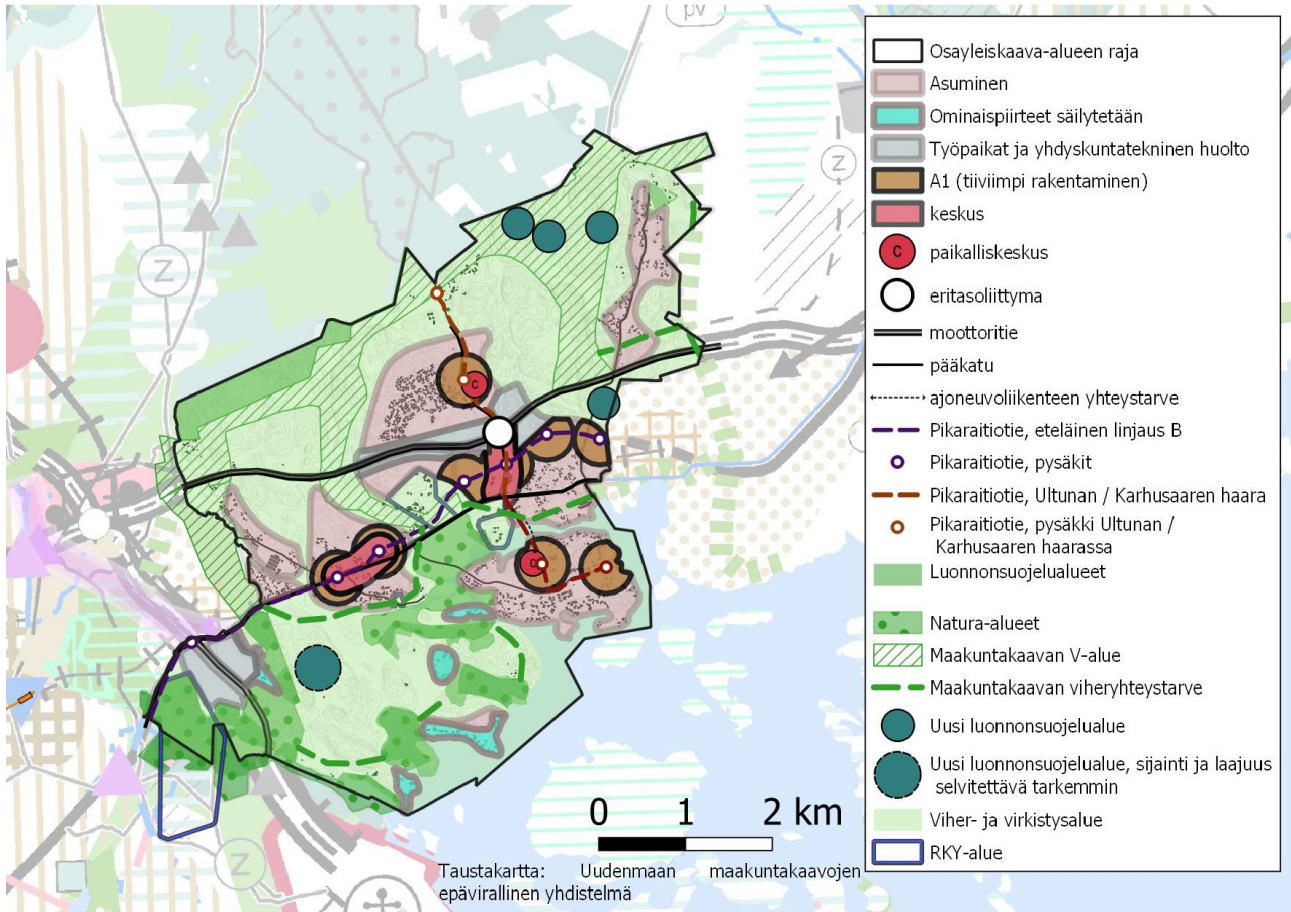 pv
Z
Z
Z
C
C
Osayleiskaava-alueen raja
Asuminen
Ominaispiirteet säilytetään
Työpaikat ja yhdyskuntatekninen huolto
A1 (tiiviimpi rakentaminen)
keskus
C
paikalliskeskus
eritasoliittyma
moottoritie
pääkatu
ajoneuvoliikenteen yhteystarve
Pikaraitiotie, eteläinen linjaus B
Pikaraitiotie, pysäkit
Pikaraitiotie, Ultunan / Karhusaaren haara
Pikaraitiotie, pysäkki Ultunan /
Karhusaaren haarassa
Luonnonsuojelualueet
Natura-alueet
Maakuntakaavan V-alue
Maakuntakaavan viheryhteystarve
Uusi luonnonsuojelualue
Uusi luonnonsuojelualue, sijainti ja laajuus
selvitettävä tarkemmin
Viher- ja virkistysalue
RKY-alue
0 1 2 km
Taustakartta: Uudenmaan maakuntakaavojen
epävirallinen yhdistelmä